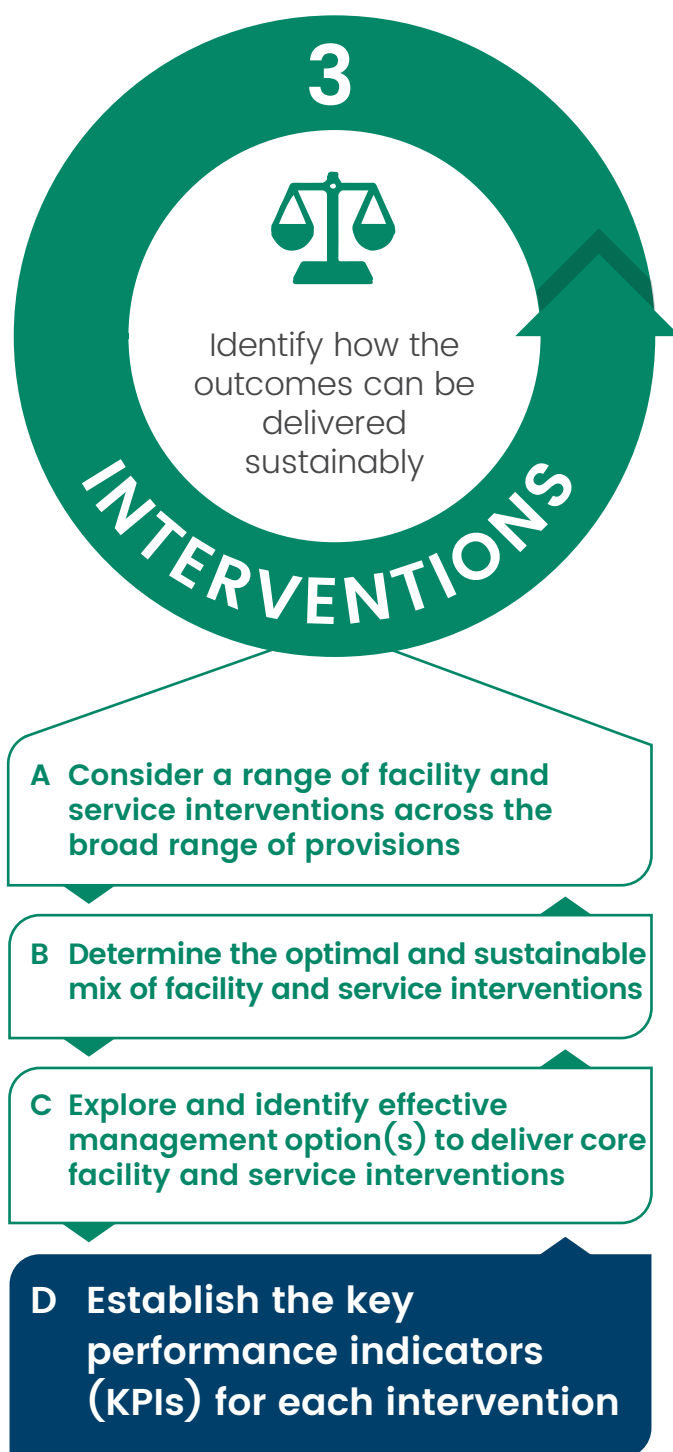 3
Identify how the
outcomes can be
delivered
sustainably
INTERVENTIONS
A Consider a range of facility and
service interventions across the
broad range of provisions
B Determine the optimal and sustainable
mix of facility and service interventions
C Explore and identify effective
management option(s) to deliver core
facility and service interventions
D Establish the key
performance indicators
(KPIs) for each intervention